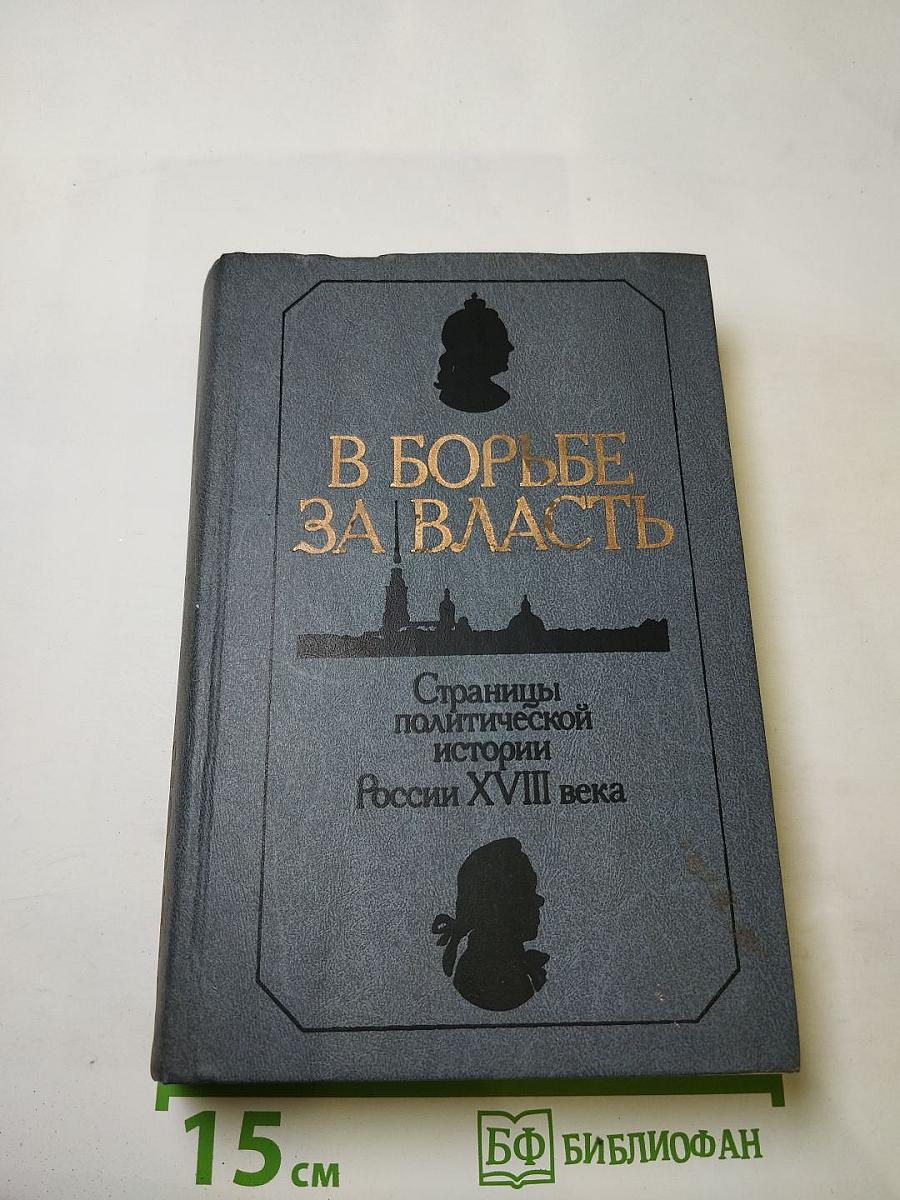 В БОРЬБЕ
ЗА ВЛАСТЬ
Страницы
политической
истории
России XVIII века
15 см
БФ БИБЛИОФАН